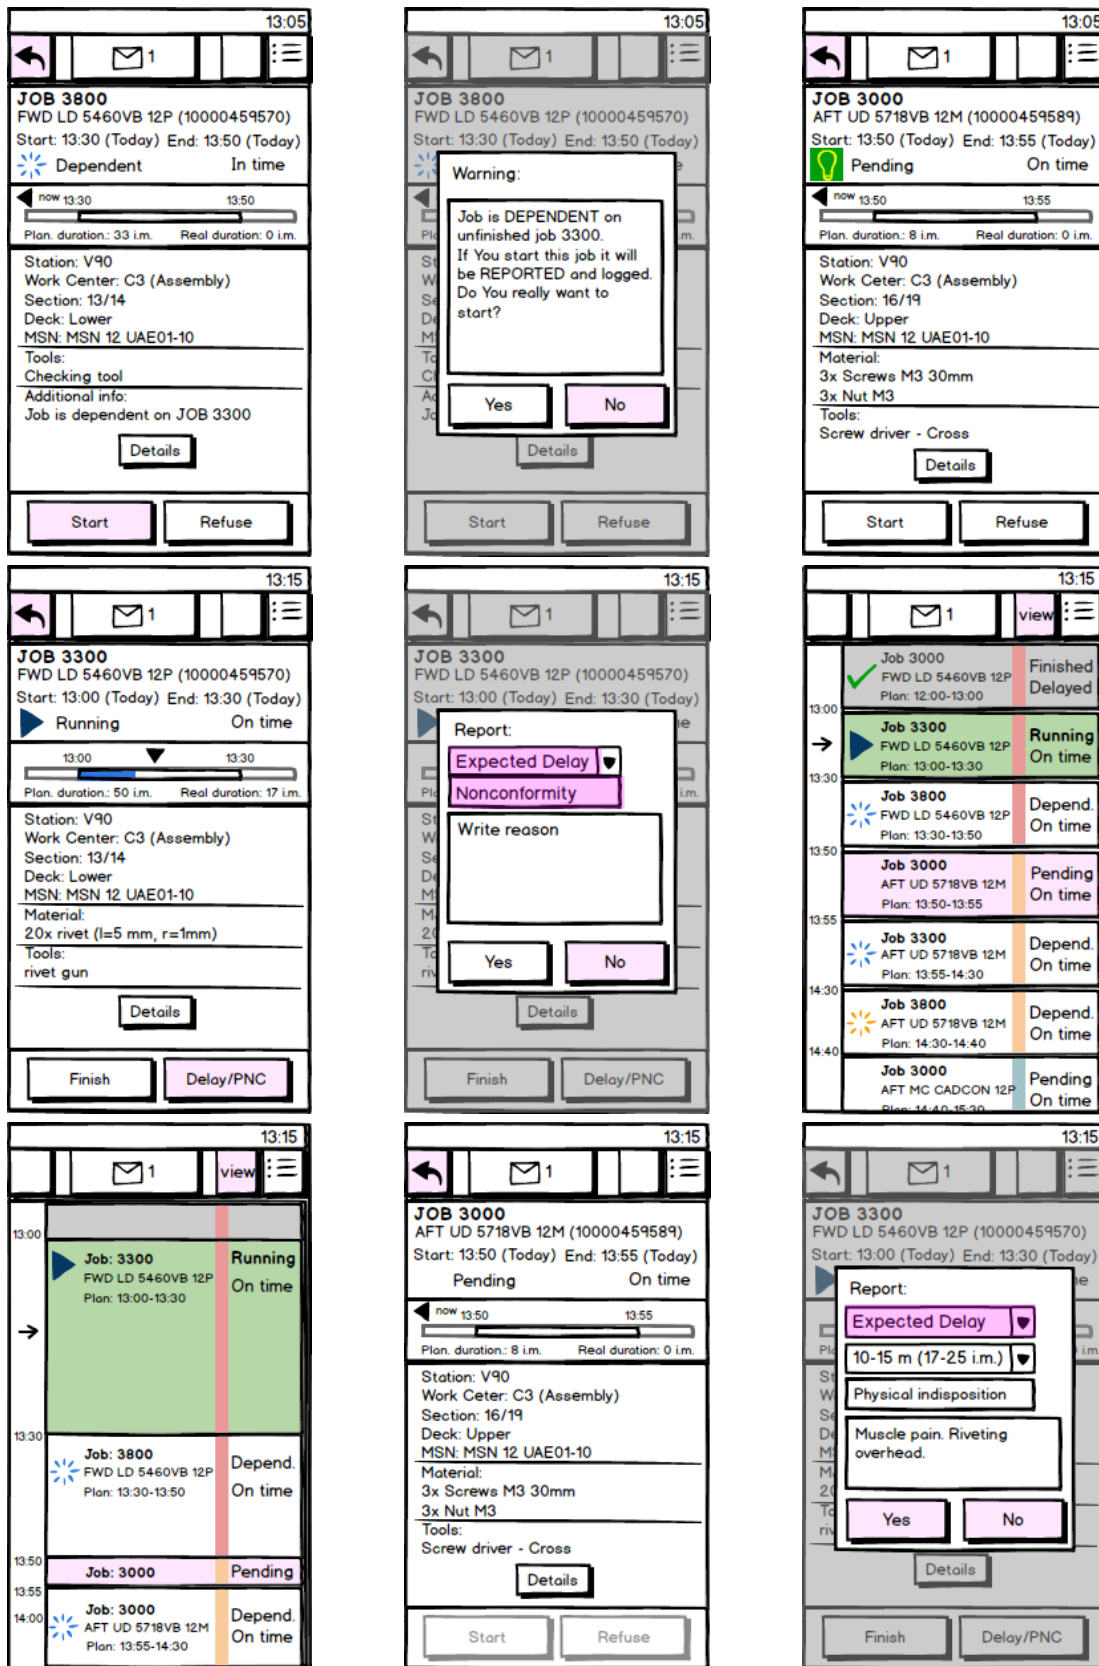 13:05
1
JOB 3800
FWD LD 5460VB 12P (10000459570)
Start: 13:30 (Today) End: 13:50 (Today)
Dependent In time
now 13:30 13:50
Plan. duration.: 33 i.m. Real duration: 0 i.m.
Station: V90
Work Center: C3 (Assembly)
Section: 13/14
Deck: Lower
MSN: MSN 12 UAE01-10
Tools:
Checking tool
Additional info:
Job is dependent on JOB 3300
Details
Start Refuse
13:05
1
JOB 3800
FWD LD 5460VB 12P (10000459570)
Start: 13:30 (Today) End: 13:50 (Today)
Warning:
Job is DEPENDENT on
unfinished job 3300.
If You start this job it will
be REPORTED and logged.
Do You really want to
start?
Yes No
Details
Start Refuse
13:05
1
JOB 3000
AFT UD 5718VB 12M (10000459589)
Start: 13:50 (Today) End: 13:55 (Today)
Pending On time
now 13:50 13:55
Plan. duration.: 8 i.m. Real duration: 0 i.m.
Station: V90
Work Ceter: C3 (Assembly)
Section: 16/19
Deck: Upper
MSN: MSN 12 UAE01-10
Material:
3x Screws M3 30mm
3x Nut M3
Tools:
Screw driver - Cross
Details
Start Refuse
13:15
1
JOB 3300
FWD LD 5460VB 12P (10000459570)
Start: 13:00 (Today) End: 13:30 (Today)
Running On time
13:00 13:30
Plan. duration.: 50 i.m. Real duration: 17 i.m.
Station: V90
Work Center: C3 (Assembly)
Section: 13/14
Deck: Lower
MSN: MSN 12 UAE01-10
Material:
20x rivet (l=5 mm, r=1mm)
Tools:
rivet gun
Details
Finish Delay/PNC
13:15
1
JOB 3300
FWD LD 5460VB 12P (10000459570)
Start: 13:00 (Today) End: 13:30 (Today)
Report:
Expected Delay
Nonconformity
Write reason
Yes No
Details
Finish Delay/PNC
13:15
1 view
Job 3000
FWD LD 5460VB 12P Finished
Plan: 12:00-13:00 Delayed
13:00
Job 3300
FWD LD 5460VB 12P Running
Plan: 13:00-13:30 On time
13:30
Job 3800
FWD LD 5460VB 12P Depend.
Plan: 13:30-13:50 On time
13:50
Job 3000
AFT UD 5718VB 12M Pending
Plan: 13:50-13:55 On time
13:55
Job 3300
AFT UD 5718VB 12M Depend.
Plan: 13:55-14:30 On time
14:30
Job 3800
AFT UD 5718VB 12M Depend.
Plan: 14:30-14:40 On time
14:40
Job 3000
AFT MC CADCON 12P Pending
Plan: 14:40-15:30 On time
13:15
1 view
13:00
Job: 3300 Running
FWD LD 5460VB 12P On time
Plan: 13:00-13:30
13:30
Job: 3800
FWD LD 5460VB 12P Depend.
Plan: 13:30-13:50 On time
13:50
Job: 3000 Pending
13:55
14:00
Job: 3000
AFT UD 5718VB 12M Depend.
Plan: 13:55-14:30 On time
13:15
1
JOB 3000
AFT UD 5718VB 12M (10000459589)
Start: 13:50 (Today) End: 13:55 (Today)
Pending On time
now 13:50 13:55
Plan. duration.: 8 i.m. Real duration: 0 i.m.
Station: V90
Work Ceter: C3 (Assembly)
Section: 16/19
Deck: Upper
MSN: MSN 12 UAE01-10
Material:
3x Screws M3 30mm
3x Nut M3
Tools:
Screw driver - Cross
Details
Start Refuse
13:15
1
JOB 3300
FWD LD 5460VB 12P (10000459570)
Start: 13:00 (Today) End: 13:30 (Today)
Report:
Expected Delay
10-15 m (17-25 i.m.)
Physical indisposition
Muscle pain. Riveting
overhead.
Yes No
Details
Finish Delay/PNC